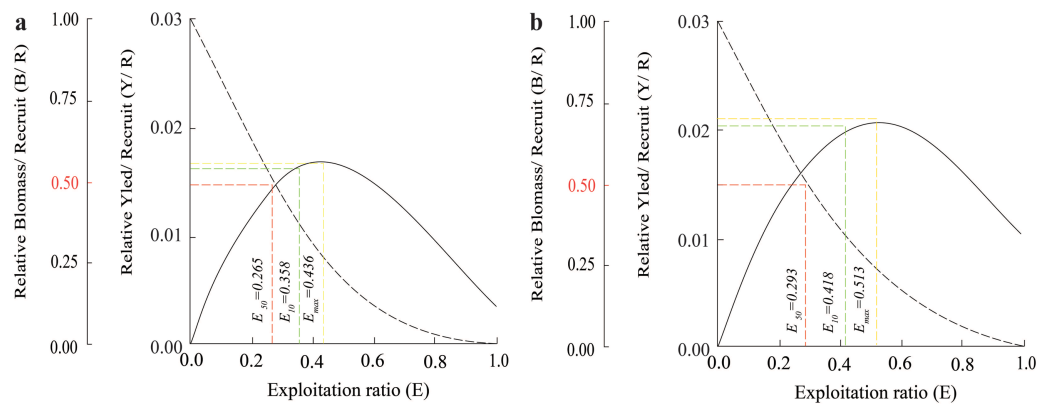 a
Relative Blomass/ Recruit (B/ R)
1.00
0.75
0.50
0.25
0.00
Relative Yled/ Recruit (Y/ R)
0.03
0.02
0.01
0.00
E50=0.265
E10=0.358
Emax=0.436
0.0
0.2
0.4
0.6
0.8
1.0
Exploitation ratio (E)
b
Relative Blomass/ Recruit (B/ R)
1.00
0.75
0.50
0.25
0.00
Relative Yled/ Recruit (Y/ R)
0.03
0.02
0.01
0.00
E50=0.293
E10=0.418
Emax=0.513
0.0
0.2
0.4
0.6
0.8
1.0
Exploitation ratio (E)